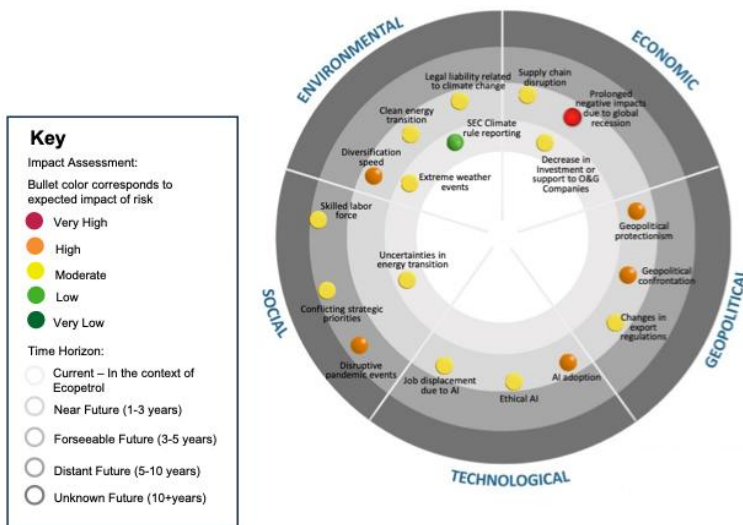 Key
Impact Assessment:
Bullet color corresponds to
expected impact of risk
Very High
High
Moderate
Low
Very Low
Time Horizon:
Current – In the context of
Ecopetrol
Near Future (1-3 years)
Forseeable Future (3-5 years)
Distant Future (5-10 years)
Unknown Future (10+years)
ENVIRONMENTAL
Legal liability related
to climate change
Clean energy
transition
SEC Climate
rule reporting
Diversification
speed
Extreme weather
events
ECONOMIC
Supply chain
disruption
Prolonged
negative impacts
due to global
recession
Decrease in
Investment or
support to O&G
Companies
GEOPOLITICAL
Geopolitical
protectionism
Geopolitical
confrontation
Changes in
export
regulations
TECHNOLOGICAL
AI adoption
Ethical AI
Job displacement
due to AI
SOCIAL
Skilled labor
force
Uncertainties in
energy transition
Conflicting strategic
priorities
Disruptive
pandemic events